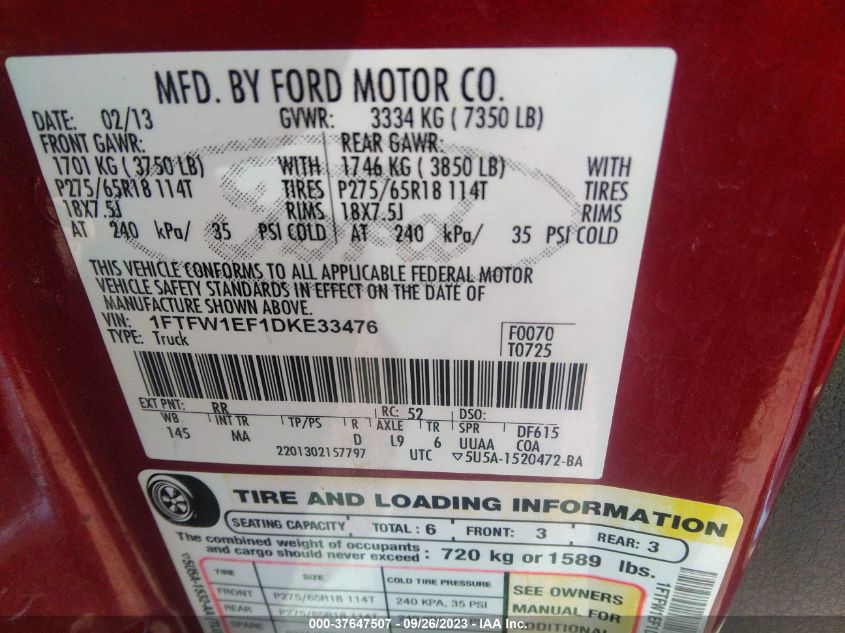 MFD. BY FORD MOTOR CO.
DATE: 02/13 GVWR: 3334 KG ( 7350 LB)
FRONT GAWR: REAR GAWR:
1701 KG ( 3750 LB) WITH 1746 KG ( 3850 LB) WITH
P275/65R18 114T TIRES P275/65R18 114T TIRES
18X7.5J RIMS 18X7.5J RIMS
AT 240 kPa/ 35 PSI COLD AT 240 kPa/ 35 PSI COLD
Ford
THIS VEHICLE CONFORMS TO ALL APPLICABLE FEDERAL MOTOR
VEHICLE SAFETY STANDARDS IN EFFECT ON THE DATE OF
MANUFACTURE SHOWN ABOVE.
VIN: 1FTFW1EF1DKE33476 F0070
TYPE: Truck T0725
EXT PNT: RR RC: 52 DSO:
WB INT TR TP/PS R AXLE TR SPR DF615
145 MA D L9 6 UUAA COA
2201302157797 UTC ▽5U5A-1520472-BA
TIRE AND LOADING INFORMATION
SEATING CAPACITY TOTAL: 6 FRONT: 3 REAR: 3
The combined weight of occupants
and cargo should never exceed : 720 kg or 1589 lbs.
TIRE SIZE COLD TIRE PRESSURE SEE OWNERS
FRONT P275/65R18 114T 240 KPA, 35 PSI MANUAL FOR
REAR P275/65R18 114T ADDITIONAL
SPARE
000-37647507 - 09/26/2023 - IAA Inc.